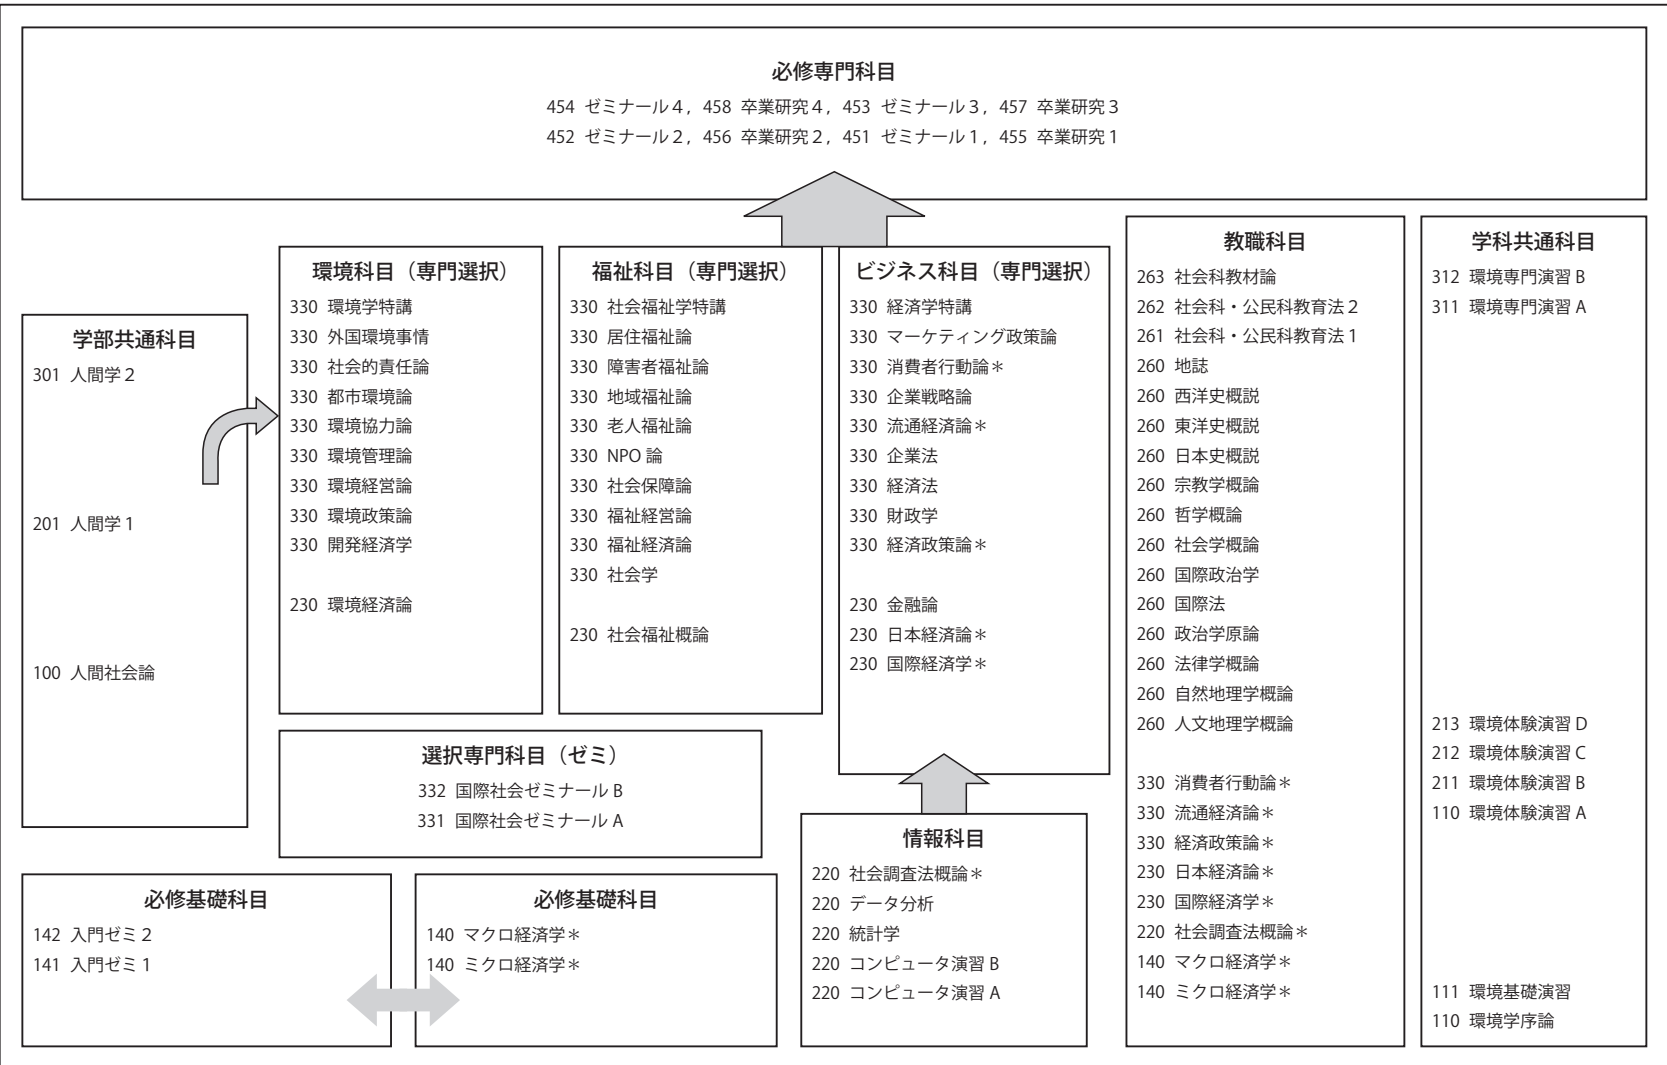 必修専門科目
454 ゼミナール４，458 卒業研究４，453 ゼミナール３，457 卒業研究３
452 ゼミナール２，456 卒業研究２，451 ゼミナール１，455 卒業研究１
学部共通科目
301 人間学２
201 人間学１
100 人間社会論
環境科目（専門選択）
330 環境学特講
330 外国環境事情
330 社会的責任論
330 都市環境論
330 環境協力論
330 環境管理論
330 環境経営論
330 環境政策論
330 開発経済学
230 環境経済論
福祉科目（専門選択）
330 社会福祉学特講
330 居住福祉論
330 障害者福祉論
330 地域福祉論
330 老人福祉論
330 NPO 論
330 社会保障論
330 福祉経営論
330 福祉経済論
330 社会学
230 社会福祉概論
ビジネス科目（専門選択）
330 経済学特講
330 マーケティング政策論
330 消費者行動論＊
330 企業戦略論
330 流通経済論＊
330 企業法
330 経済法
330 財政学
330 経済政策論＊
230 金融論
230 日本経済論＊
230 国際経済学＊
教職科目
263 社会科教材論
262 社会科・公民科教育法２
261 社会科・公民科教育法１
260 地誌
260 西洋史概説
260 東洋史概説
260 日本史概説
260 宗教学概論
260 哲学概論
260 社会学概論
260 国際政治学
260 国際法
260 政治学原論
260 法律学概論
260 自然地理学概論
260 人文地理学概論
330 消費者行動論＊
330 流通経済論＊
330 経済政策論＊
230 日本経済論＊
230 国際経済学＊
220 社会調査法概論＊
140 マクロ経済学＊
140 ミクロ経済学＊
学科共通科目
312 環境専門演習 B
311 環境専門演習 A
213 環境体験演習 D
212 環境体験演習 C
211 環境体験演習 B
110 環境体験演習 A
111 環境基礎演習
110 環境学序論
選択専門科目（ゼミ）
332 国際社会ゼミナール B
331 国際社会ゼミナール A
情報科目
220 社会調査法概論＊
220 データ分析
220 統計学
220 コンピュータ演習 B
220 コンピュータ演習 A
必修基礎科目
142 入門ゼミ２
141 入門ゼミ１
必修基礎科目
140 マクロ経済学＊
140 ミクロ経済学＊